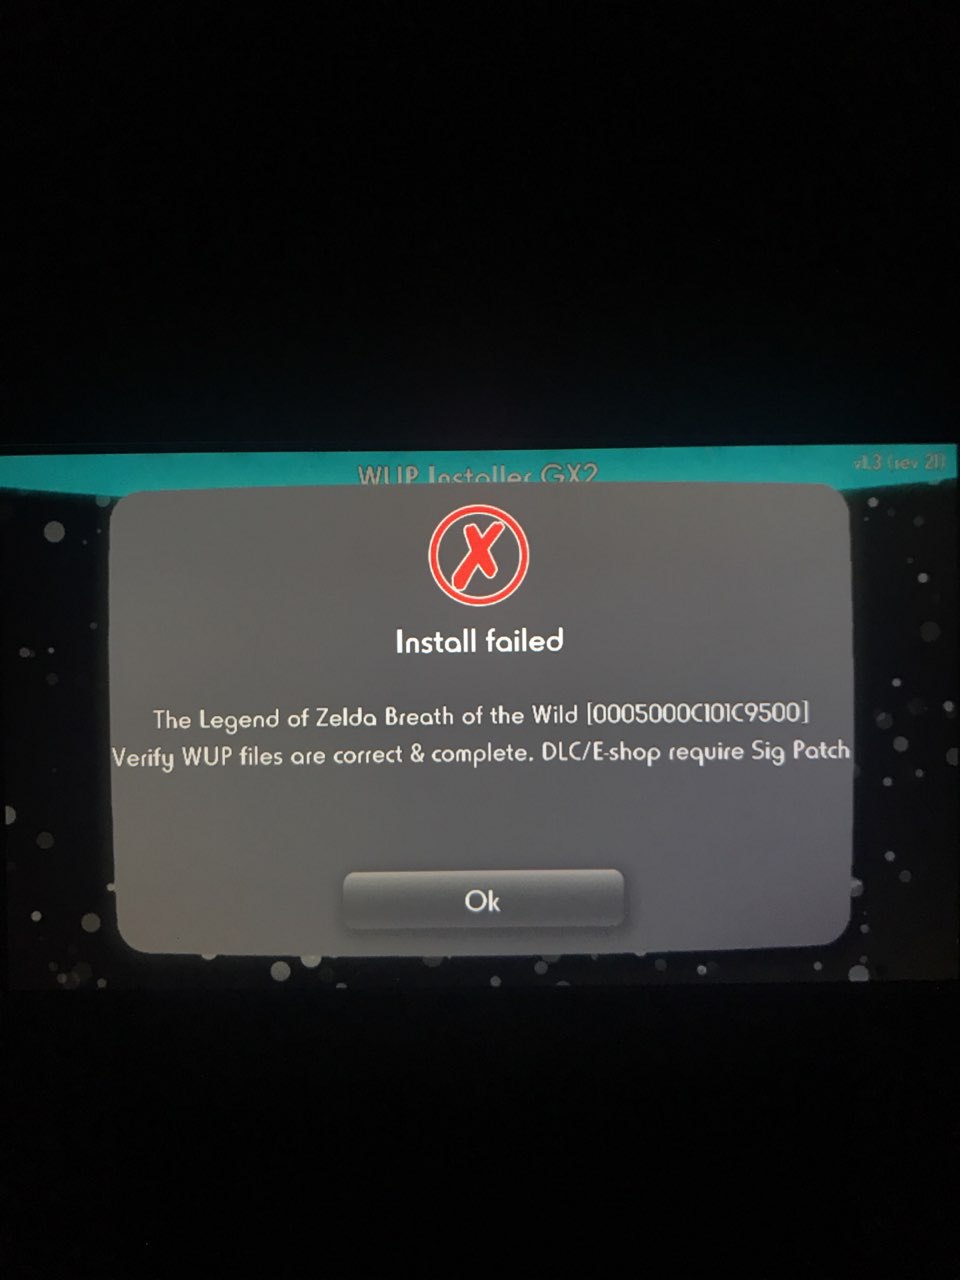 WUP Installer GX2
v1.3 (rev 21)
Install failed
The Legend of Zelda Breath of the Wild [0005000C101C9500]
Verify WUP files are correct & complete. DLC/E-shop require Sig Patch
Ok